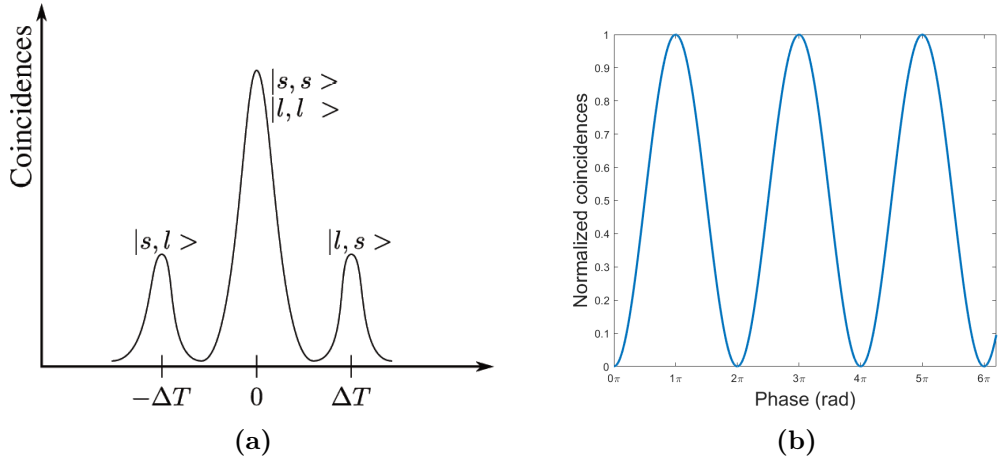 Coincidences
|s, s >
|l, l >
|s, l >
|l, s >
−ΔT
0
ΔT
(a)
Normalized coincidences
1
0.9
0.8
0.7
0.6
0.5
0.4
0.3
0.2
0.1
0
0π 1π 2π 3π 4π 5π 6π
Phase (rad)
(b)